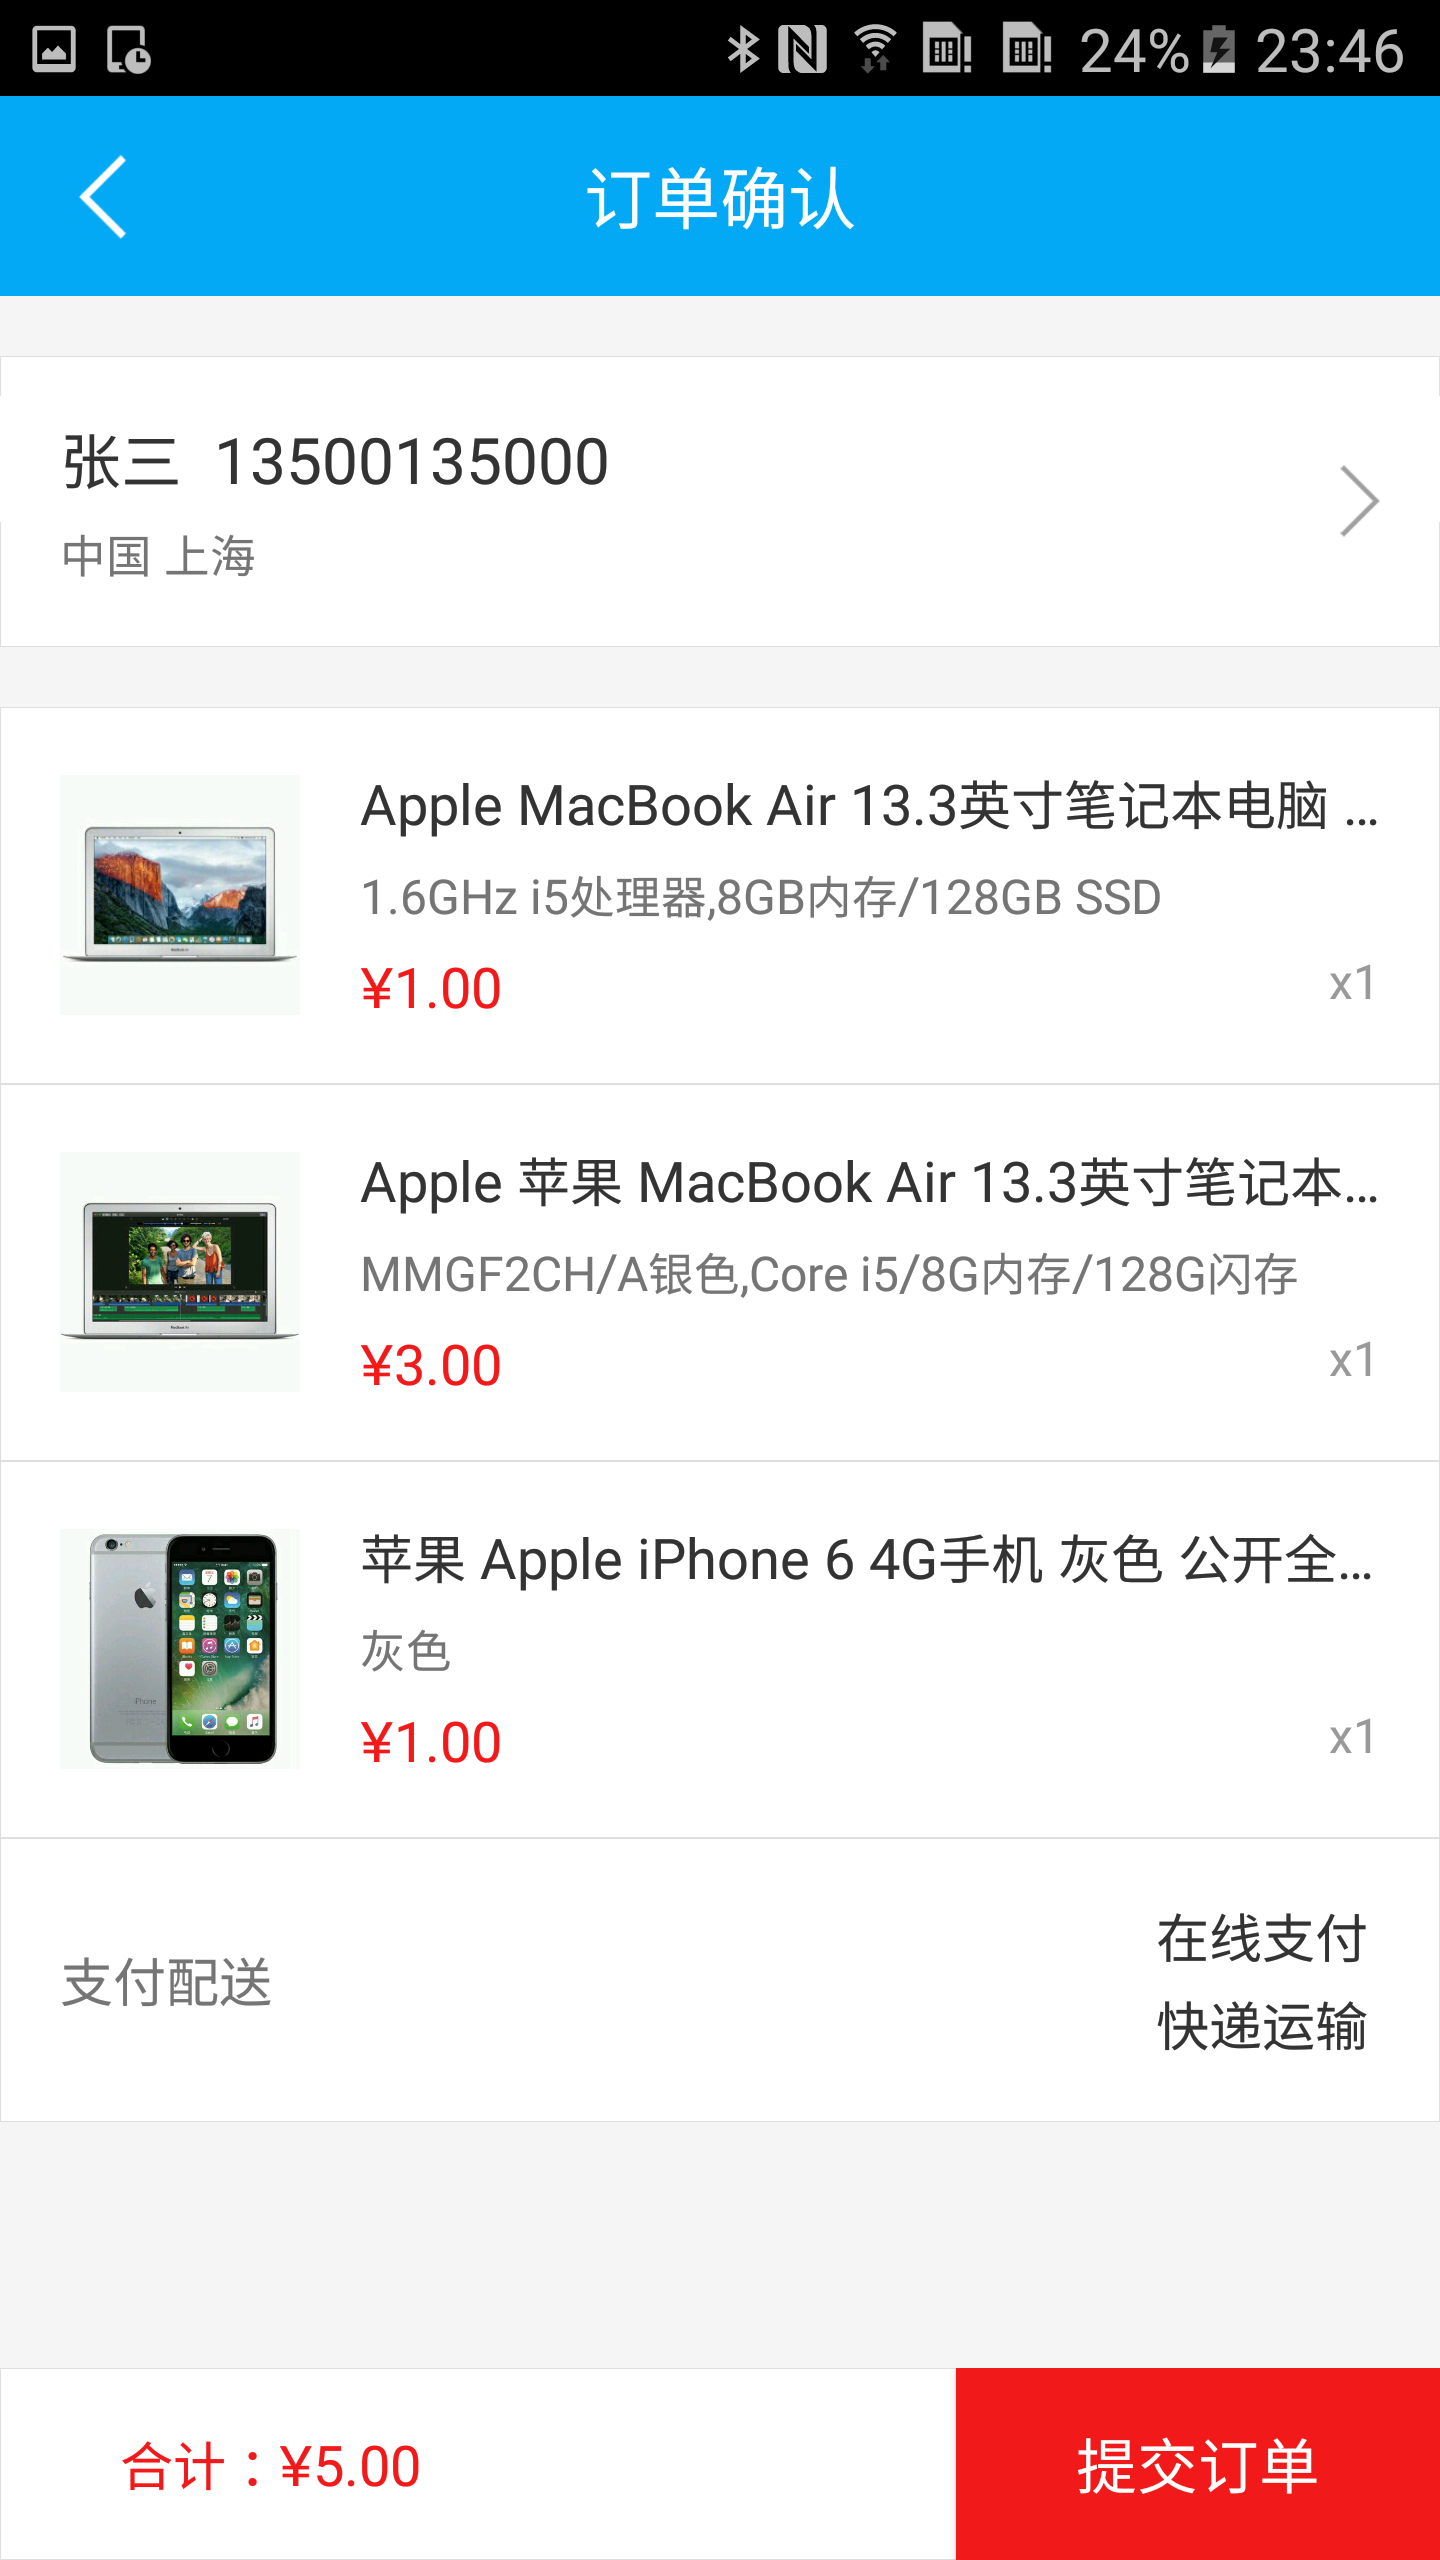 24% 23:46
订单确认
张三 13500135000
中国 上海
Apple MacBook Air 13.3英寸笔记本电脑 ...
1.6GHz i5处理器,8GB内存/128GB SSD
¥1.00 x1
Apple 苹果 MacBook Air 13.3英寸笔记本...
MMGF2CH/A银色,Core i5/8G内存/128G闪存
¥3.00 x1
苹果 Apple iPhone 6 4G手机 灰色 公开全...
灰色
¥1.00 x1
支付配送
在线支付
快递运输
合计：¥5.00
提交订单